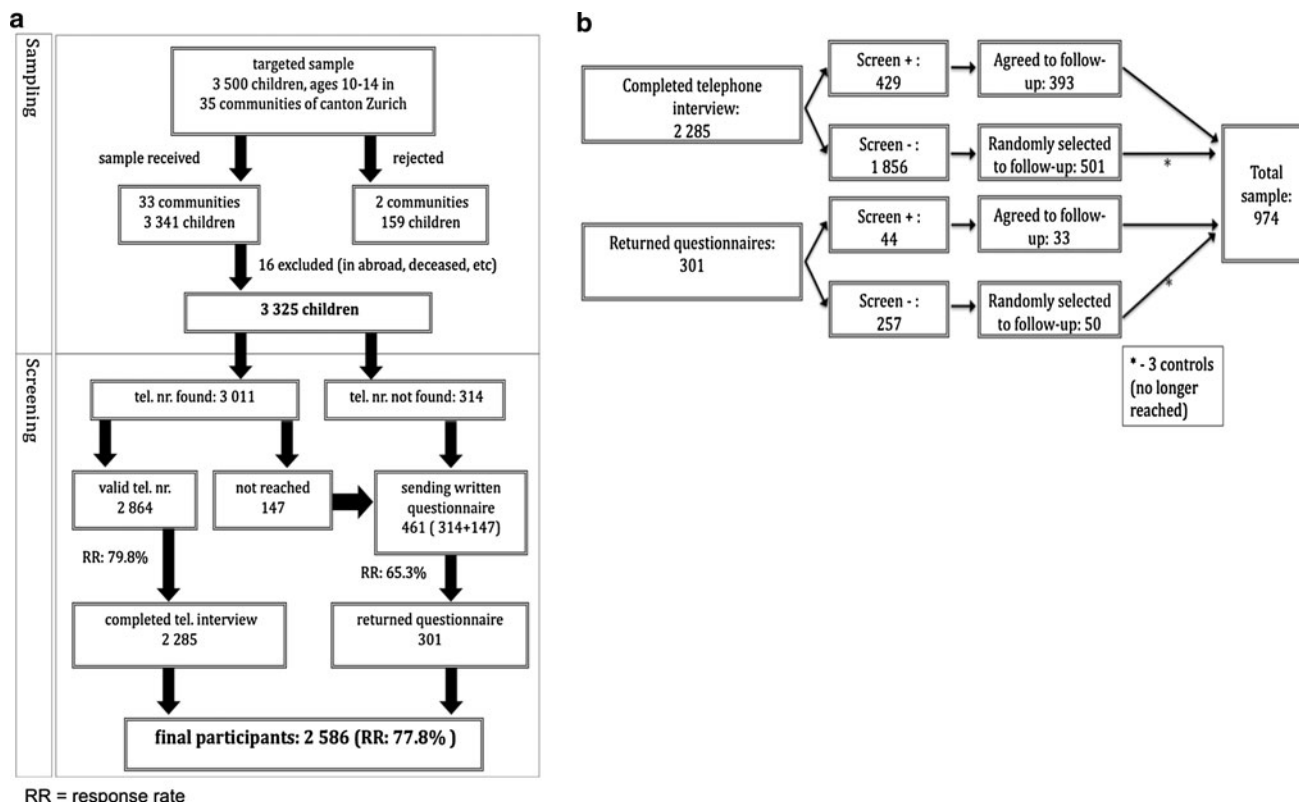 a
Sampling
targeted sample
3 500 children, ages 10-14 in
35 communities of canton Zurich
sample received
rejected
33 communities
3 341 children
2 communities
159 children
16 excluded (in abroad, deceased, etc)
3 325 children
Screening
tel. nr. found: 3 011
tel. nr. not found: 314
valid tel. nr.
2 864
not reached
147
sending written
questionnaire
461 ( 314+147)
RR: 79.8%
RR: 65.3%
completed tel. interview
2 285
returned questionnaire
301
final participants: 2 586 (RR: 77.8% )
RR = response rate
b
Completed telephone
interview:
2 285
Screen + :
429
Agreed to follow-
up: 393
Screen - :
1 856
Randomly selected
to follow-up: 501
*
Returned questionnaires:
301
Screen + :
44
Agreed to follow-
up: 33
Screen - :
257
Randomly selected
to follow-up: 50
*
Total
sample:
974
* - 3 controls
(no longer
reached)